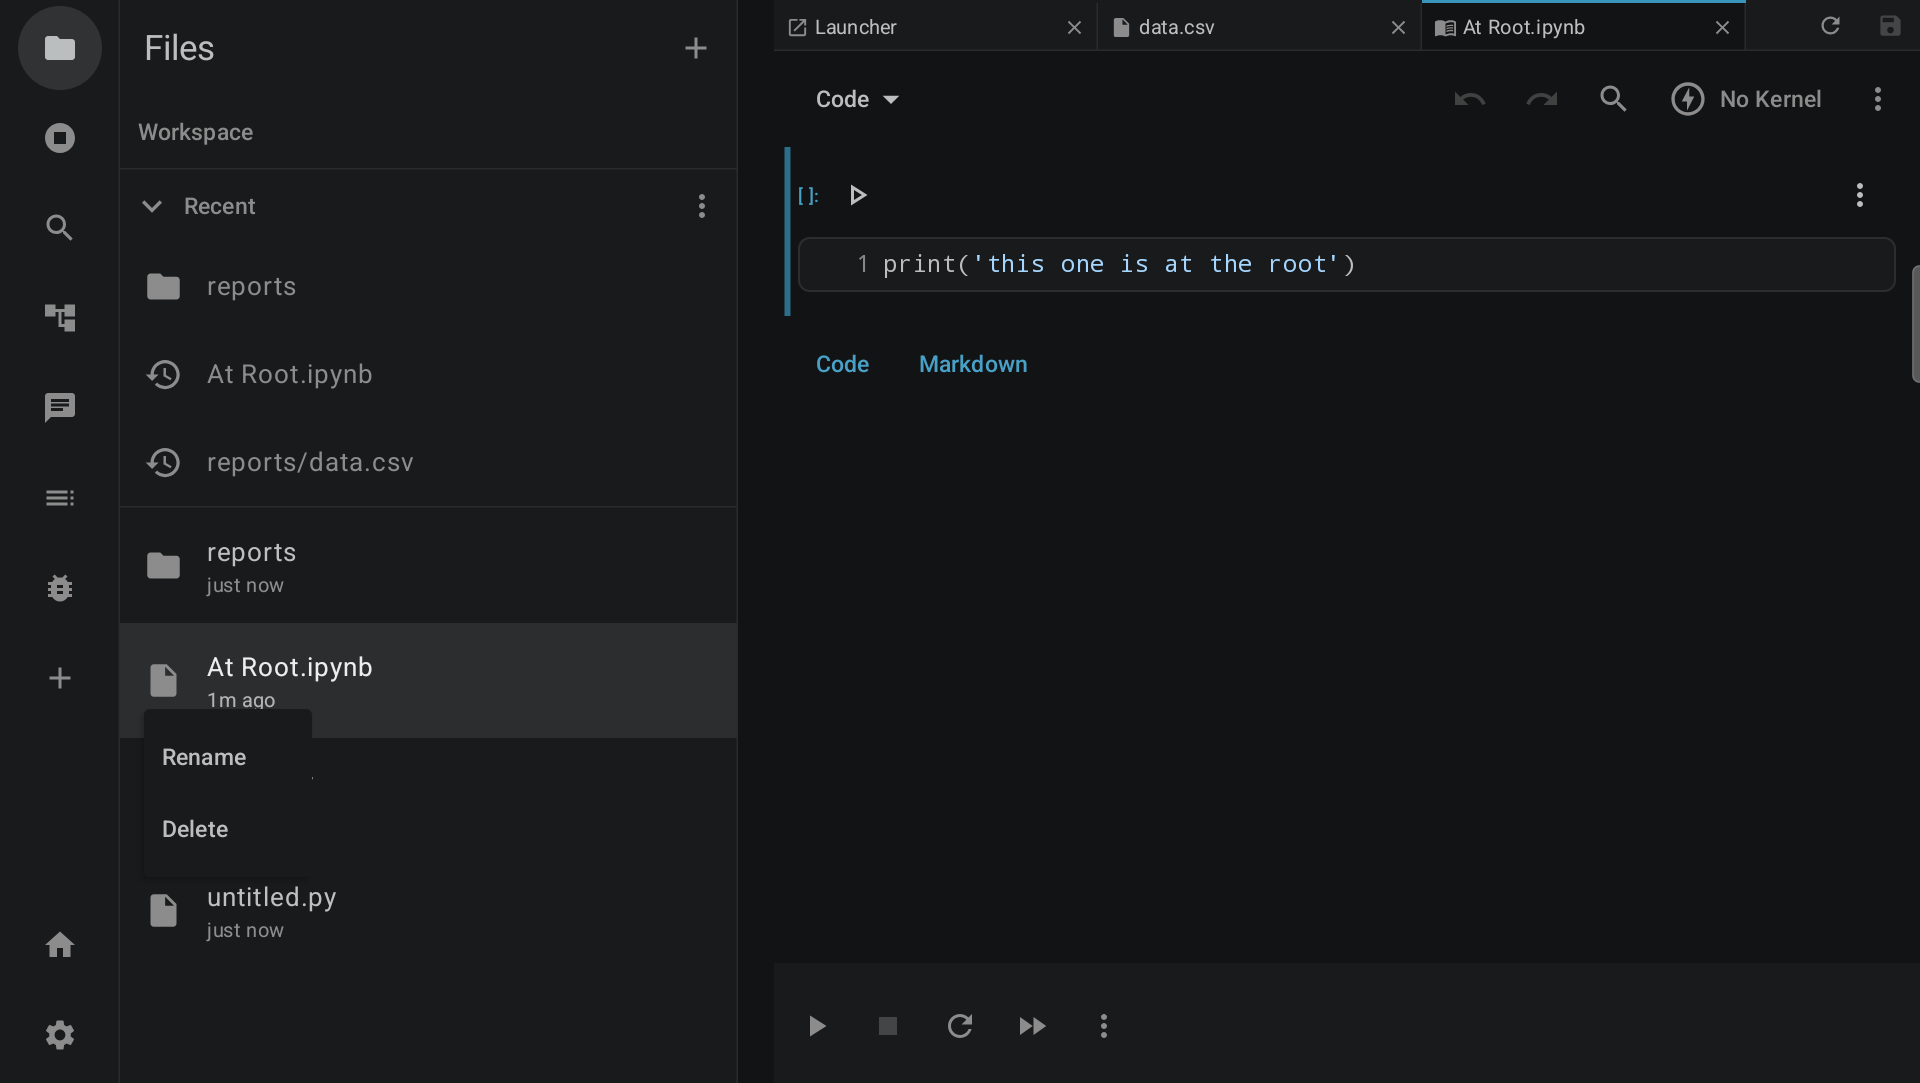 Files
Workspace
Recent
reports
At Root.ipynb
reports/data.csv
reports
just now
At Root.ipynb
1m ago
Rename
Delete
untitled.py
just now
Launcher
data.csv
At Root.ipynb
Code
No Kernel
[ ]:
1 print('this one is at the root')
Code Markdown